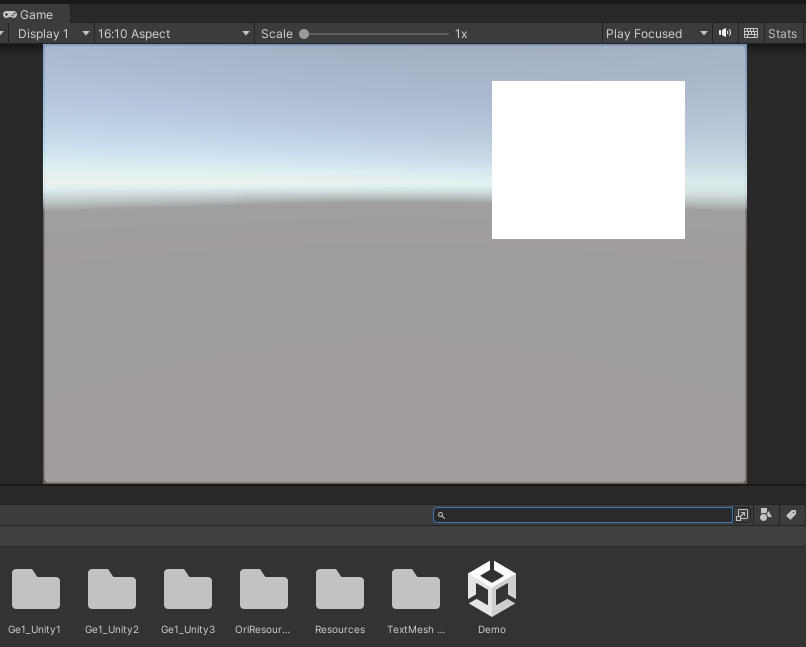 Game
Display 1 16:10 Aspect Scale 1x Play Focused Stats
Ge1_Unity1 Ge1_Unity2 Ge1_Unity3 OriResour... Resources TextMesh ... Demo